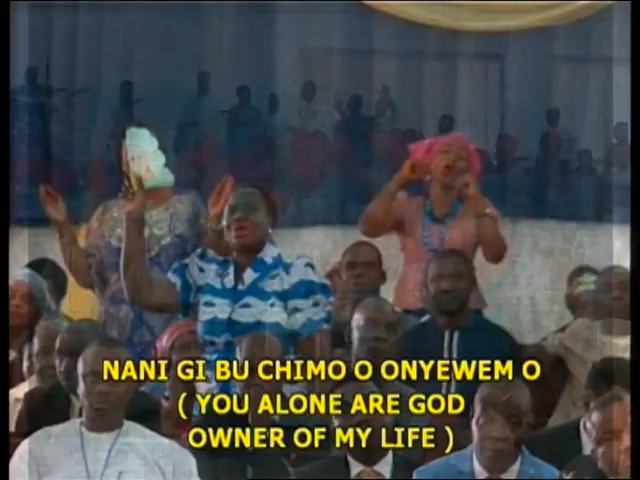 NANI GI BU CHIMO O ONYEWEM O
( YOU ALONE ARE GOD
OWNER OF MY LIFE )